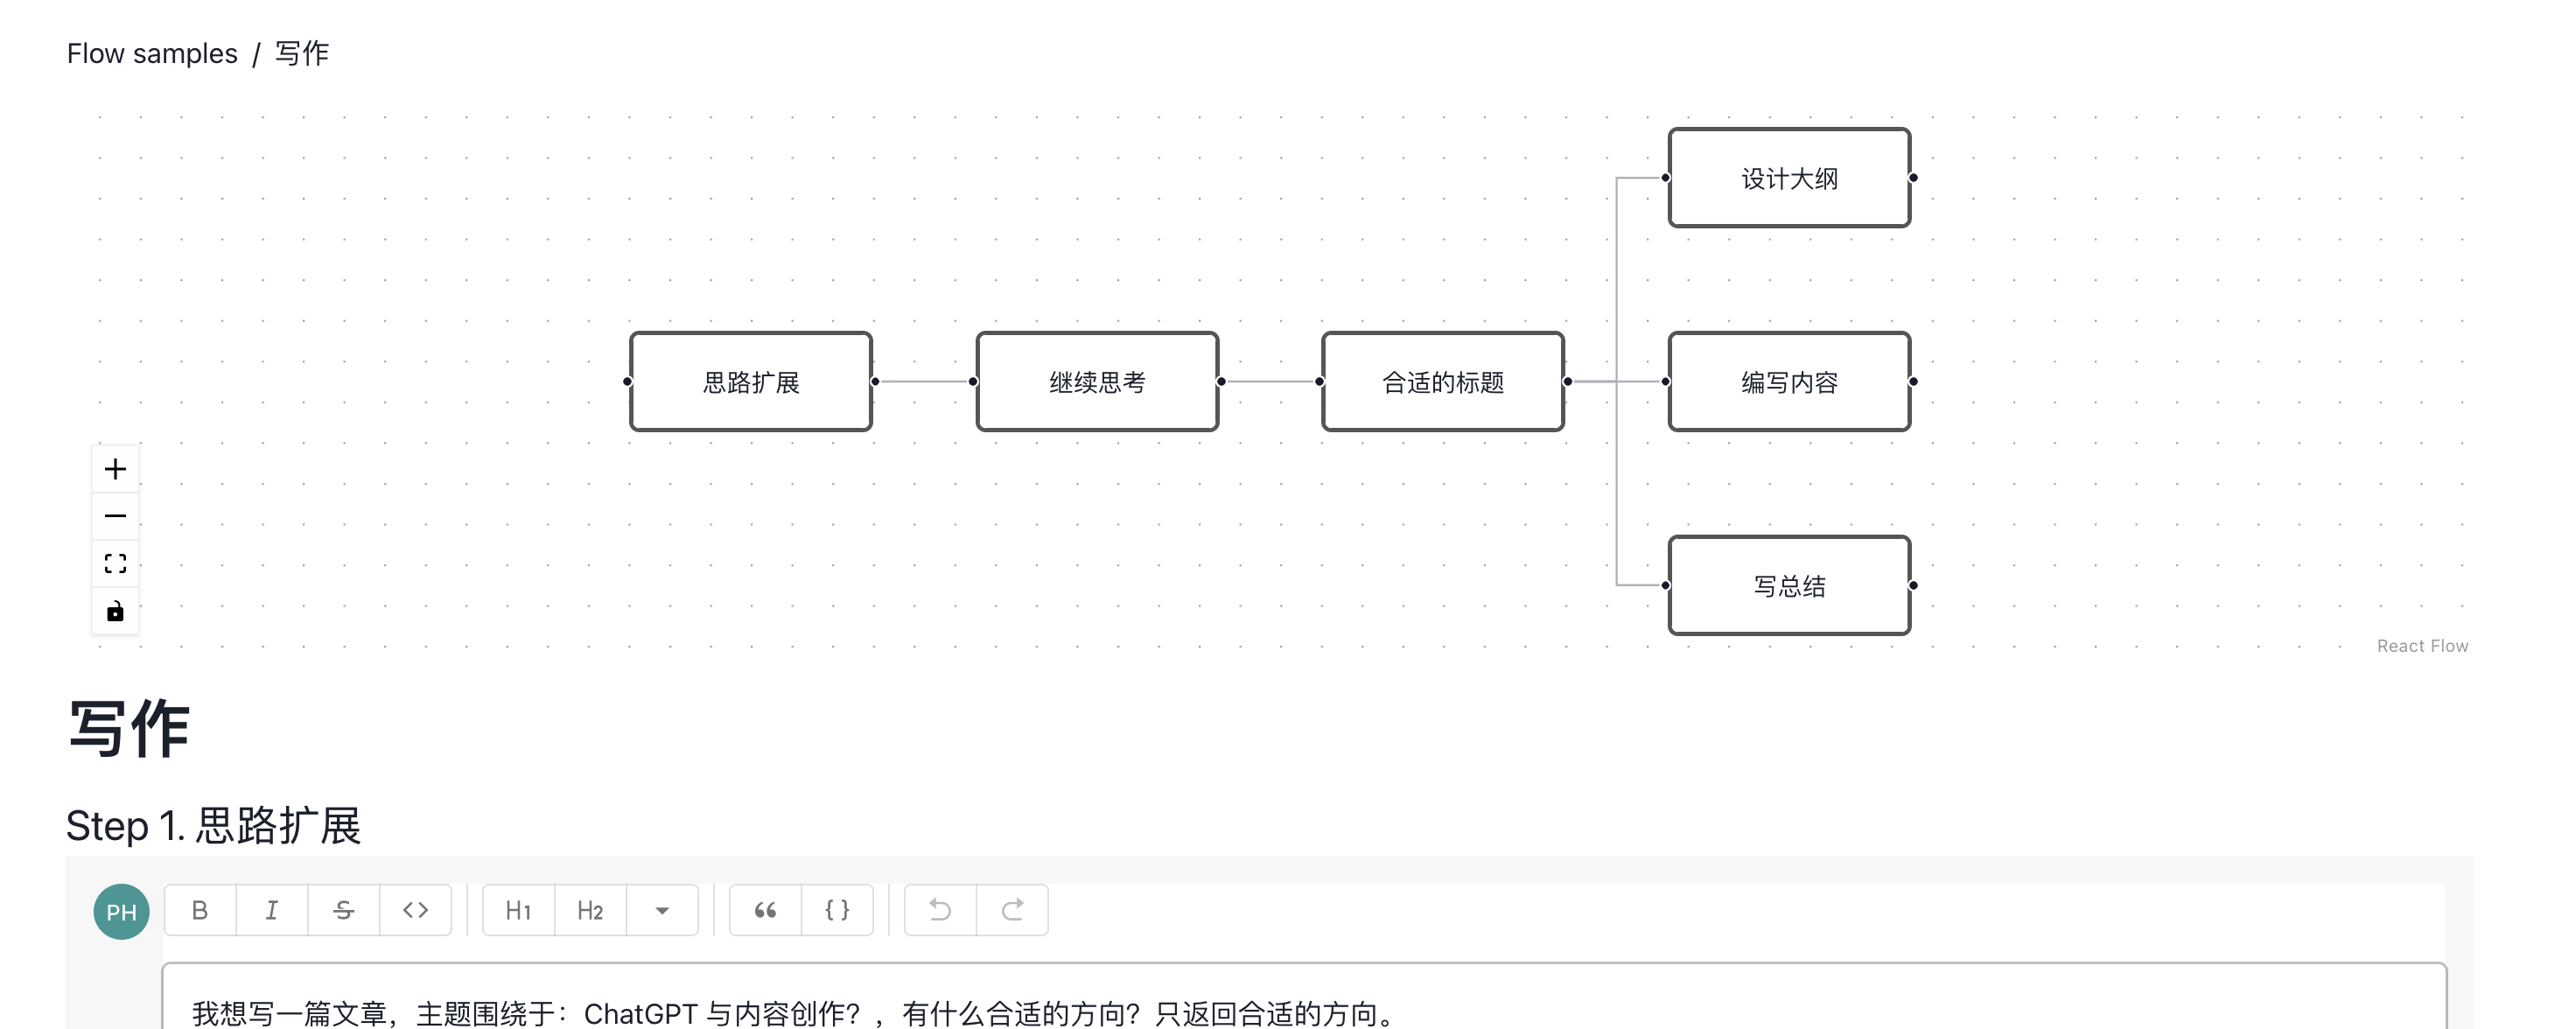 Flow samples / 写作
设计大纲
思路扩展
继续思考
合适的标题
编写内容
写总结
React Flow
写作
Step 1. 思路扩展
PH
B I S <> H1 H2 “ {}
我想写一篇文章，主题围绕于：ChatGPT 与内容创作？，有什么合适的方向？只返回合适的方向。